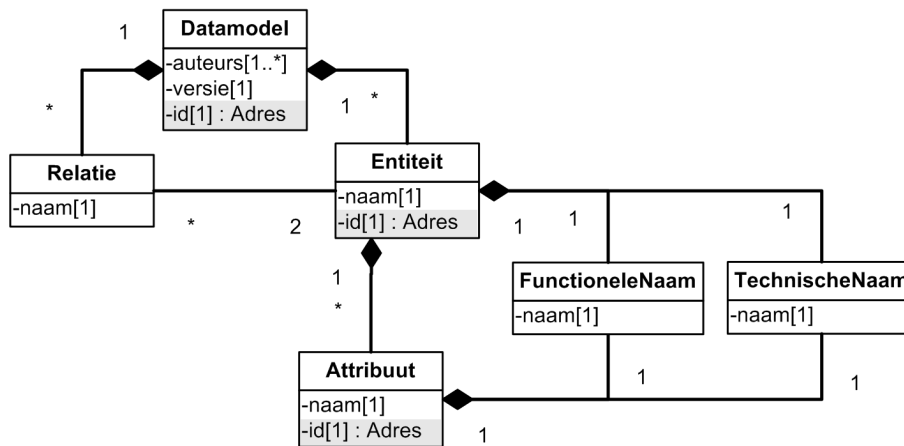 Datamodel
-auteurs[1..*]
-versie[1]
-id[1] : Adres
1
*
1
*
Relatie
-naam[1]
*
2
Entiteit
-naam[1]
-id[1] : Adres
1
1
1
1
*
FunctioneleNaam
-naam[1]
TechnischeNaam
-naam[1]
Attribuut
-naam[1]
-id[1] : Adres
1
1
1